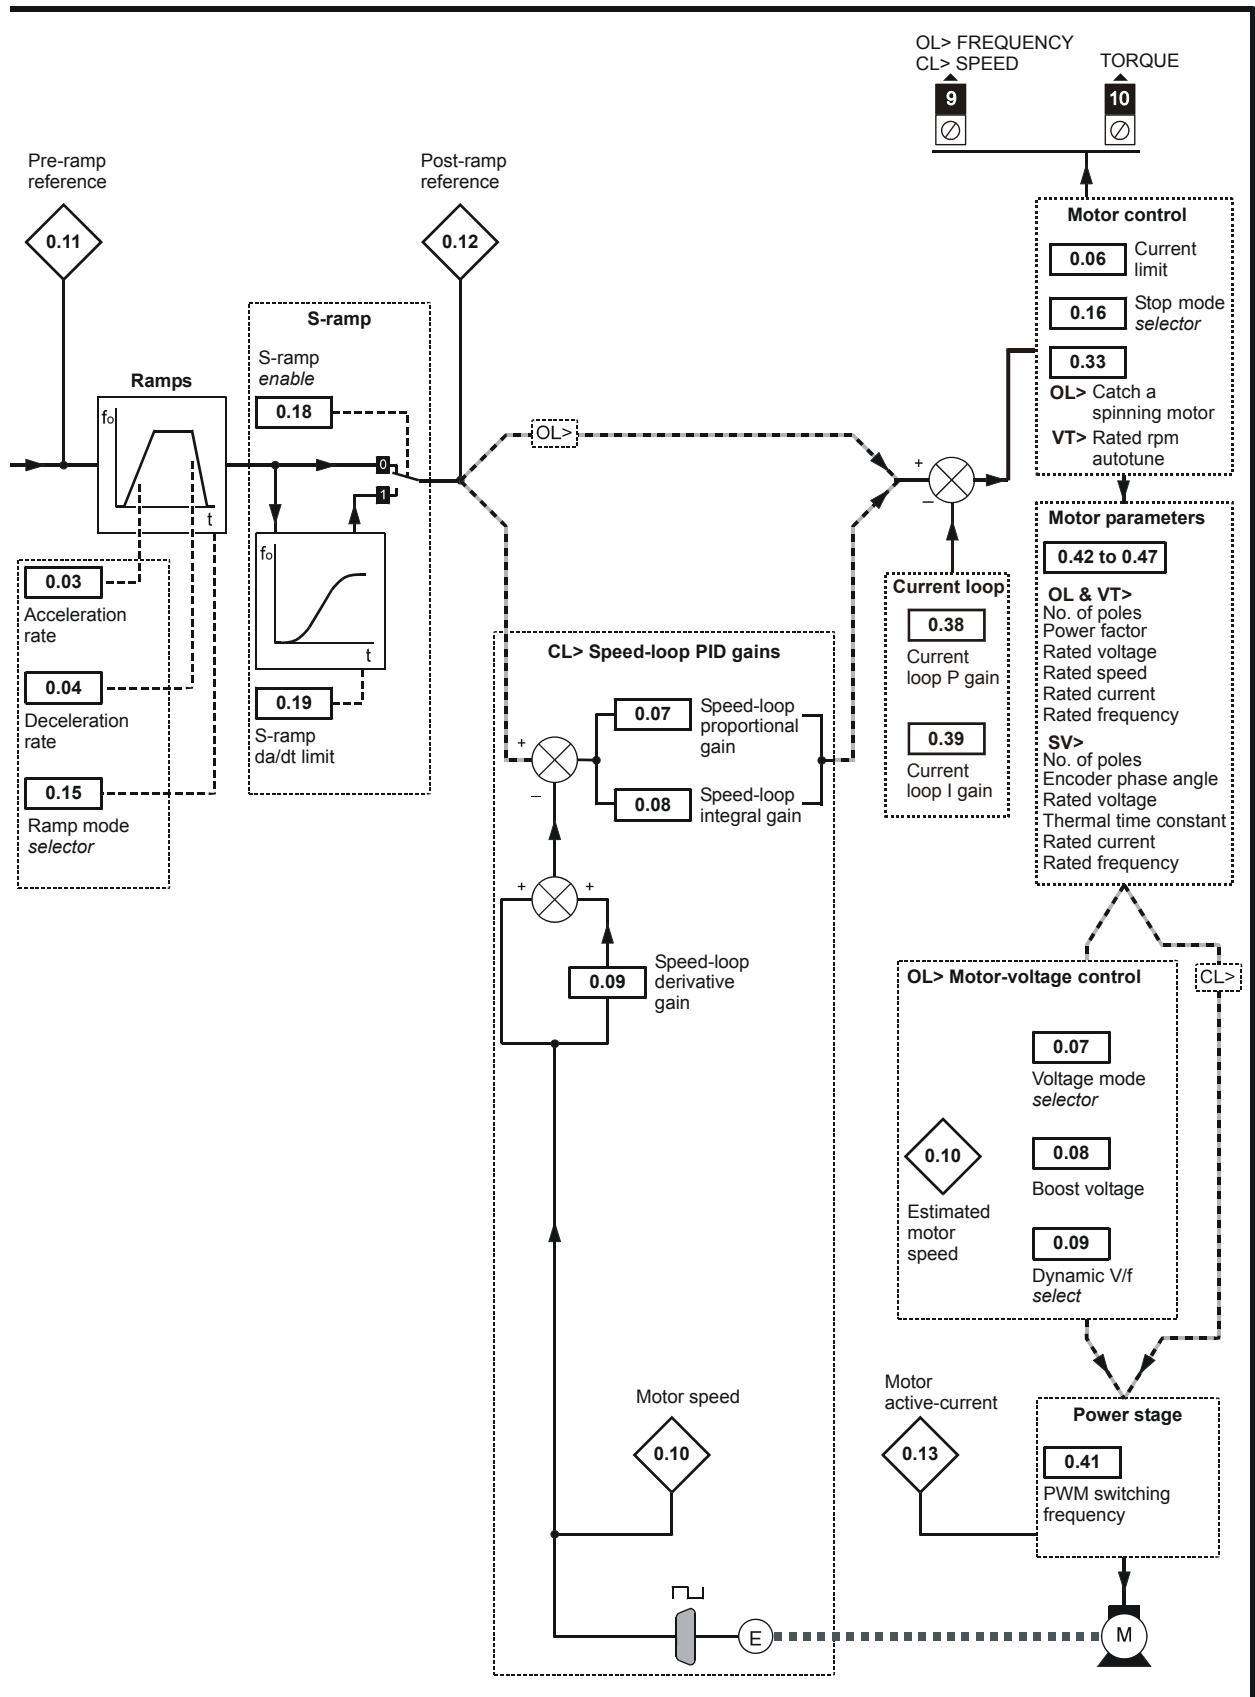 OL> FREQUENCY
CL> SPEED
TORQUE
9
10
Pre-ramp
reference
0.11
Post-ramp
reference
0.12
Motor control
0.06
Current
limit
0.16
Stop mode
selector
0.33
OL> Catch a
spinning motor
VT> Rated rpm
autotune
S-ramp
S-ramp
enable
0.18
0
1
fo
t
0.19
S-ramp
da/dt limit
Ramps
fo
t
0.03
Acceleration
rate
0.04
Deceleration
rate
0.15
Ramp mode
selector
OL>
+
–
Current loop
0.38
Current
loop P gain
0.39
Current
loop I gain
Motor parameters
0.42 to 0.47
OL & VT>
No. of poles
Power factor
Rated voltage
Rated speed
Rated current
Rated frequency
SV>
No. of poles
Encoder phase angle
Rated voltage
Thermal time constant
Rated current
Rated frequency
CL> Speed-loop PID gains
0.07
Speed-loop
proportional
gain
+
–
0.08
Speed-loop
integral gain
+
+
0.09
Speed-loop
derivative
gain
OL> Motor-voltage control
CL>
0.07
Voltage mode
selector
0.10
Estimated
motor
speed
0.08
Boost voltage
0.09
Dynamic V/f
select
Motor speed
0.10
Motor
active-current
0.13
Power stage
0.41
PWM switching
frequency
E
M